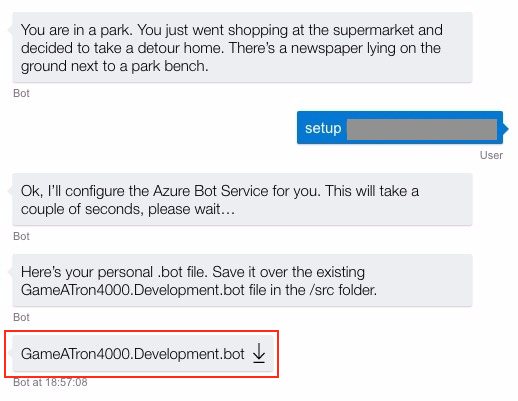 You are in a park. You just went shopping at the supermarket and
decided to take a detour home. There's a newspaper lying on the
ground next to a park bench.
Bot
setup
User
Ok, I'll configure the Azure Bot Service for you. This will take a
couple of seconds, please wait…
Bot
Here's your personal .bot file. Save it over the existing
GameATron4000.Development.bot file in the /src folder.
Bot
GameATron4000.Development.bot
Bot at 18:57:08